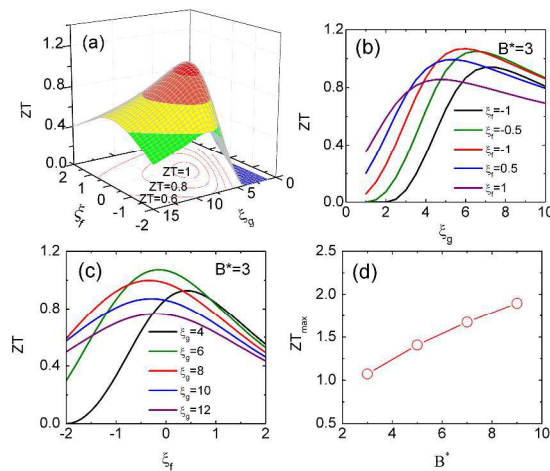 (a)
ZT
1.2
0.8
0.4
0.0
2
1
0
-1
-2
ξf
15
10
5
0
ξg
ZT=1
ZT=0.8
ZT=0.6
(b)
B*=3
ZT
1.2
0.8
0.4
0.0
0 2 4 6 8 10
ξg
ξf=-1
ξf=-0.5
ξf=-1
ξf=0.5
ξf=1
(c)
B*=3
ZT
1.2
0.8
0.4
0.0
-2 -1 0 1 2
ξf
ξg=4
ξg=6
ξg=8
ξg=10
ξg=12
(d)
ZTmax
2.5
2.0
1.5
1.0
0.5
2 4 6 8 10
B*